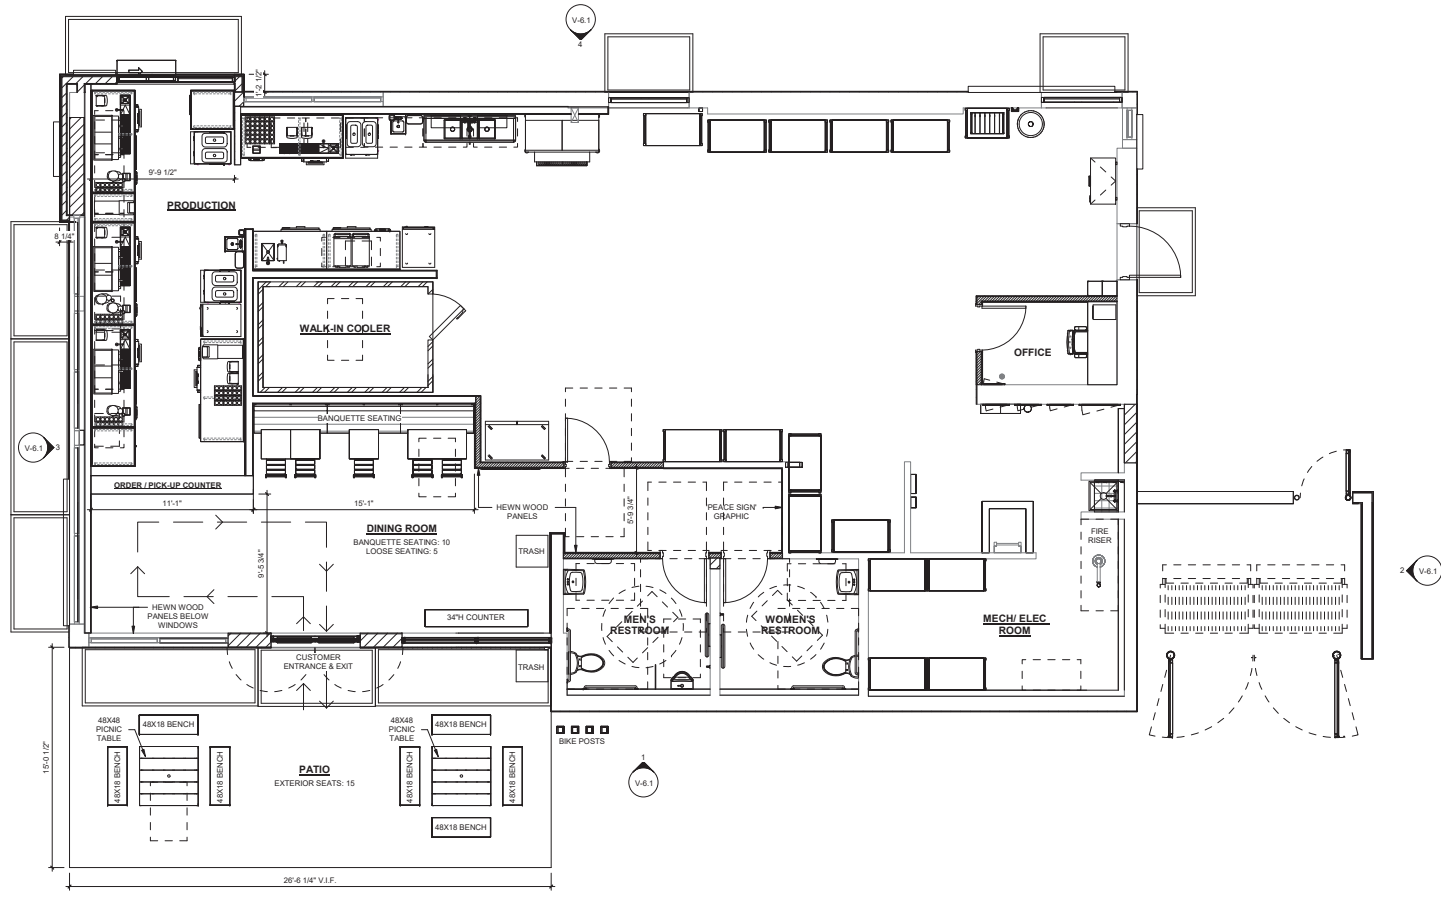 V-6.1
4
1'-2 1/2"
9'-9 1/2"
PRODUCTION
8 1/4"
WALK-IN COOLER
OFFICE
BANQUETTE SEATING
V-6.1
3
ORDER / PICK-UP COUNTER
11'-1"
15'-1"
HEWN WOOD
PANELS
5'-9 3/4"
'PEACE SIGN'
GRAPHIC
DINING ROOM
BANQUETTE SEATING: 10
LOOSE SEATING: 5
TRASH
FIRE
RISER
9'-5 3/4"
2
V-6.1
HEWN WOOD
PANELS BELOW
WINDOWS
34"H COUNTER
MEN'S
RESTROOM
WOMEN'S
RESTROOM
MECH/ ELEC
ROOM
CUSTOMER
ENTRANCE & EXIT
TRASH
48X48
PICNIC
TABLE
48X18 BENCH
48X48
PICNIC
TABLE
48X18 BENCH
BIKE POSTS
15'-0 1/2"
48X18 BENCH
48X18 BENCH
PATIO
EXTERIOR SEATS: 15
48X18 BENCH
48X18 BENCH
1
V-6.1
48X18 BENCH
26'-6 1/4" V.I.F.